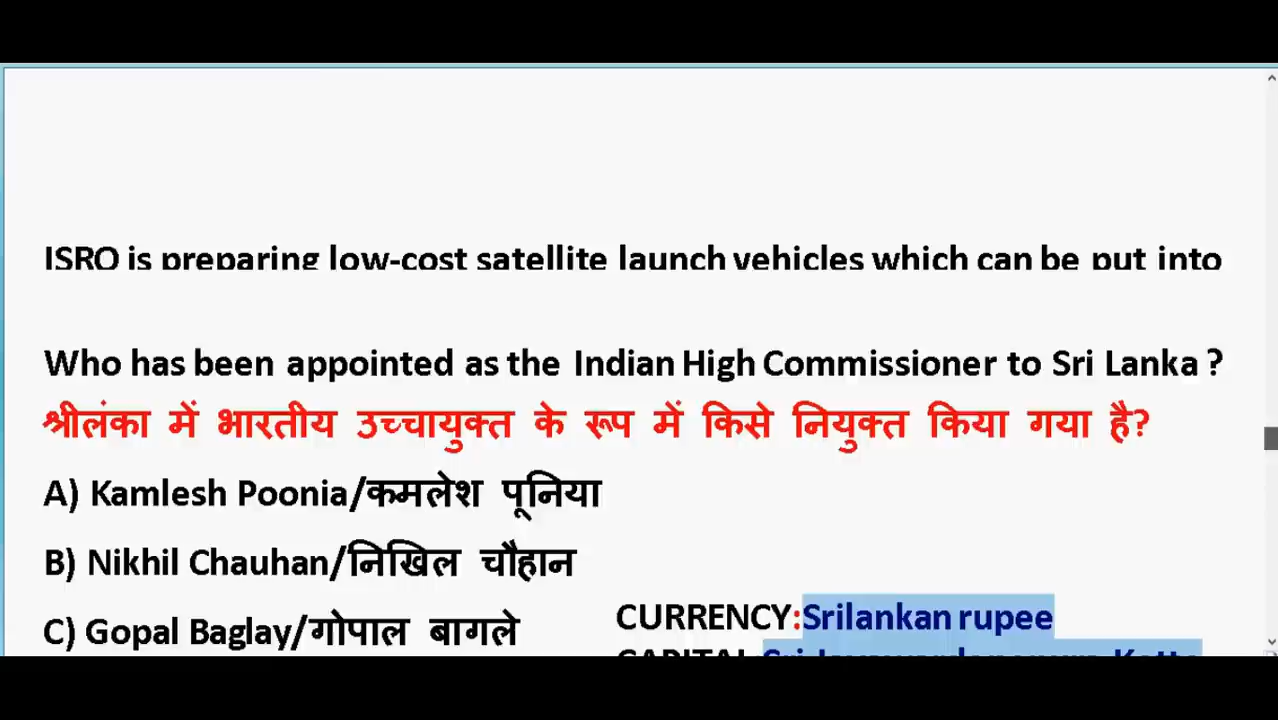 ISRO is preparing low-cost satellite launch vehicles which can be put into
Who has been appointed as the Indian High Commissioner to Sri Lanka ?
श्रीलंका में भारतीय उच्चायुक्त के रूप में किसे नियुक्त किया गया है?
A) Kamlesh Poonia/कमलेश पूनिया
B) Nikhil Chauhan/निखिल चौहान
CURRENCY:Srilankan rupee
C) Gopal Baglay/गोपाल बागले
CAPITAL